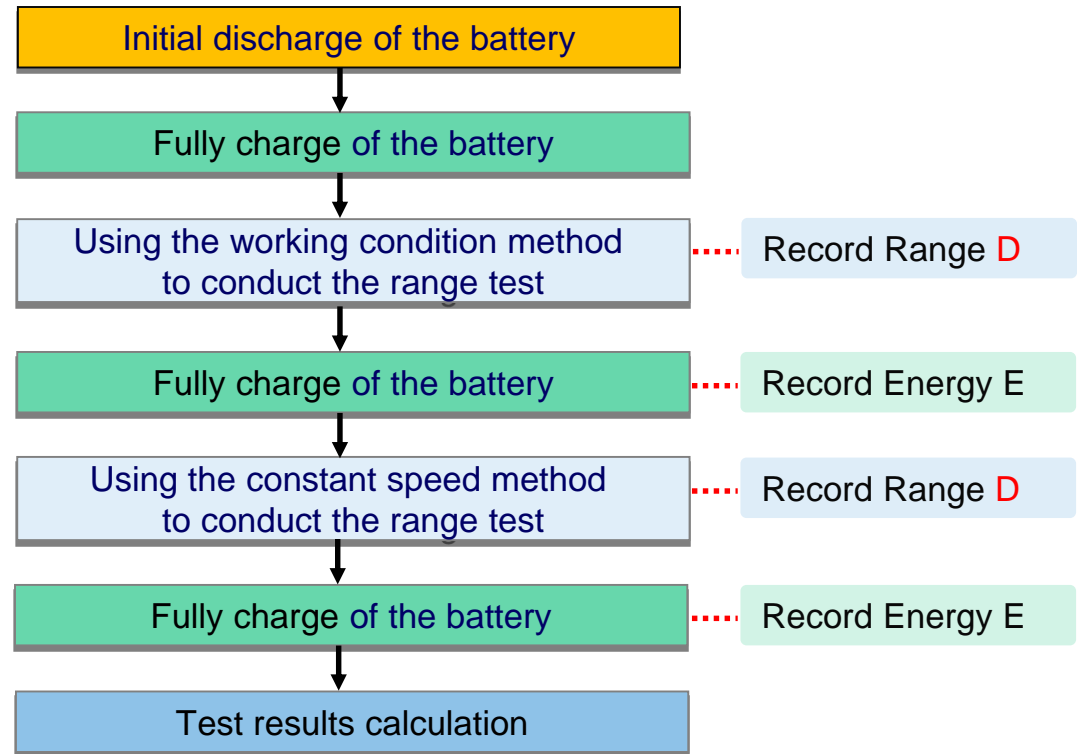 Initial discharge of the battery
Fully charge of the battery
Using the working condition method
to conduct the range test
Record Range D
Fully charge of the battery
Record Energy E
Using the constant speed method
to conduct the range test
Record Range D
Fully charge of the battery
Record Energy E
Test results calculation